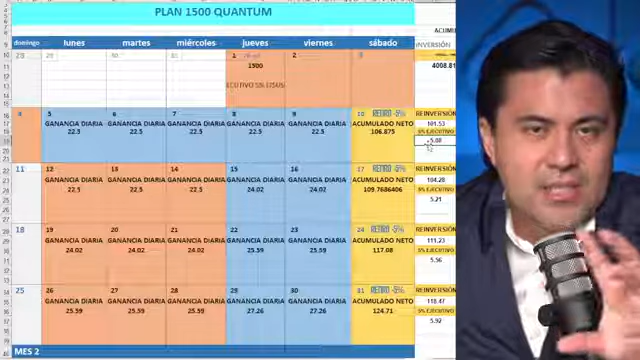 PLAN 1500 QUANTUM
ACUMU
domingo lunes martes miércoles jueves viernes sábado INVERSIÓN
28 29 30 31 1 2 3
1500 4008.81
4 5 6 7 8 9 10 RETIRO -5% REINVERSIÓN
GANANCIA DIARIA GANANCIA DIARIA GANANCIA DIARIA GANANCIA DIARIA GANANCIA DIARIA ACUMULADO NETO 101.53
22.5 22.5 22.5 22.5 22.5 106.875 5% EJECUTIVO
5.08
11 12 13 14 15 16 17 RETIRO -5% REINVERSIÓN
GANANCIA DIARIA GANANCIA DIARIA GANANCIA DIARIA GANANCIA DIARIA GANANCIA DIARIA ACUMULADO NETO 104.28
22.5 22.5 22.5 24.02 24.02 109.7686406 5% EJECUTIVO
5.21
18 19 20 21 22 23 24 RETIRO -5% REINVERSIÓN
GANANCIA DIARIA GANANCIA DIARIA GANANCIA DIARIA GANANCIA DIARIA GANANCIA DIARIA ACUMULADO NETO 111.23
24.02 24.02 24.02 25.59 25.59 117.08 5% EJECUTIVO
5.56
25 26 27 28 29 30 31 RETIRO -5% REINVERSIÓN
GANANCIA DIARIA GANANCIA DIARIA GANANCIA DIARIA GANANCIA DIARIA GANANCIA DIARIA ACUMULADO NETO 118.47
25.59 25.59 25.59 27.26 27.26 124.71 5% EJECUTIVO
5.92
MES 2